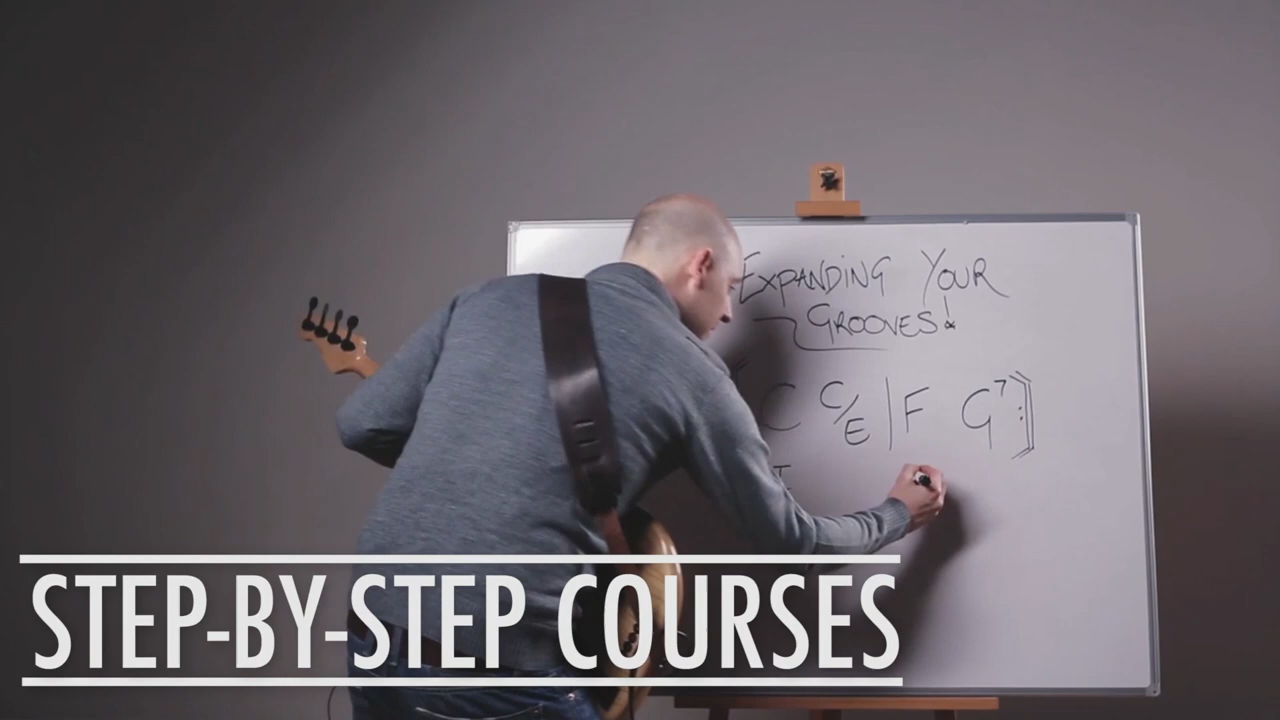 EXPANDING YOUR
GROOVES!
C C/E | F G7 :]
I
STEP-BY-STEP COURSES